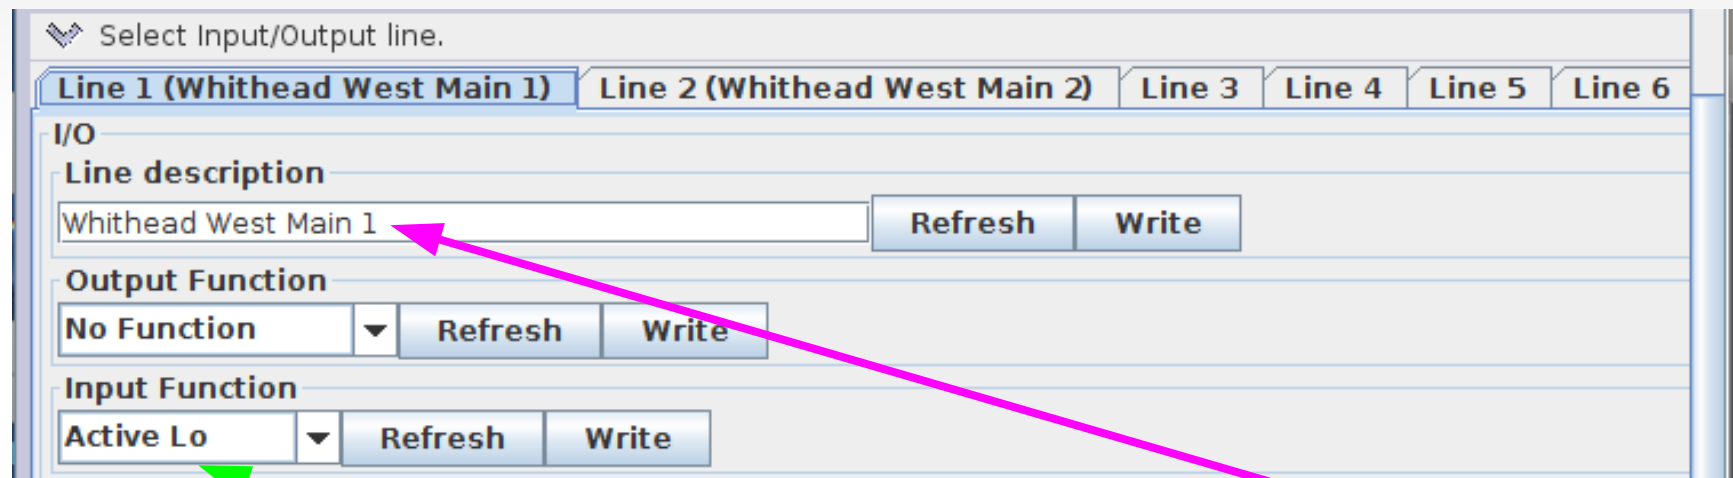 Select Input/Output line.
Line 1 (Whithead West Main 1) Line 2 (Whithead West Main 2) Line 3 Line 4 Line 5 Line 6
I/O
Line description
Whithead West Main 1 Refresh Write
Output Function
No Function Refresh Write
Input Function
Active Lo Refresh Write